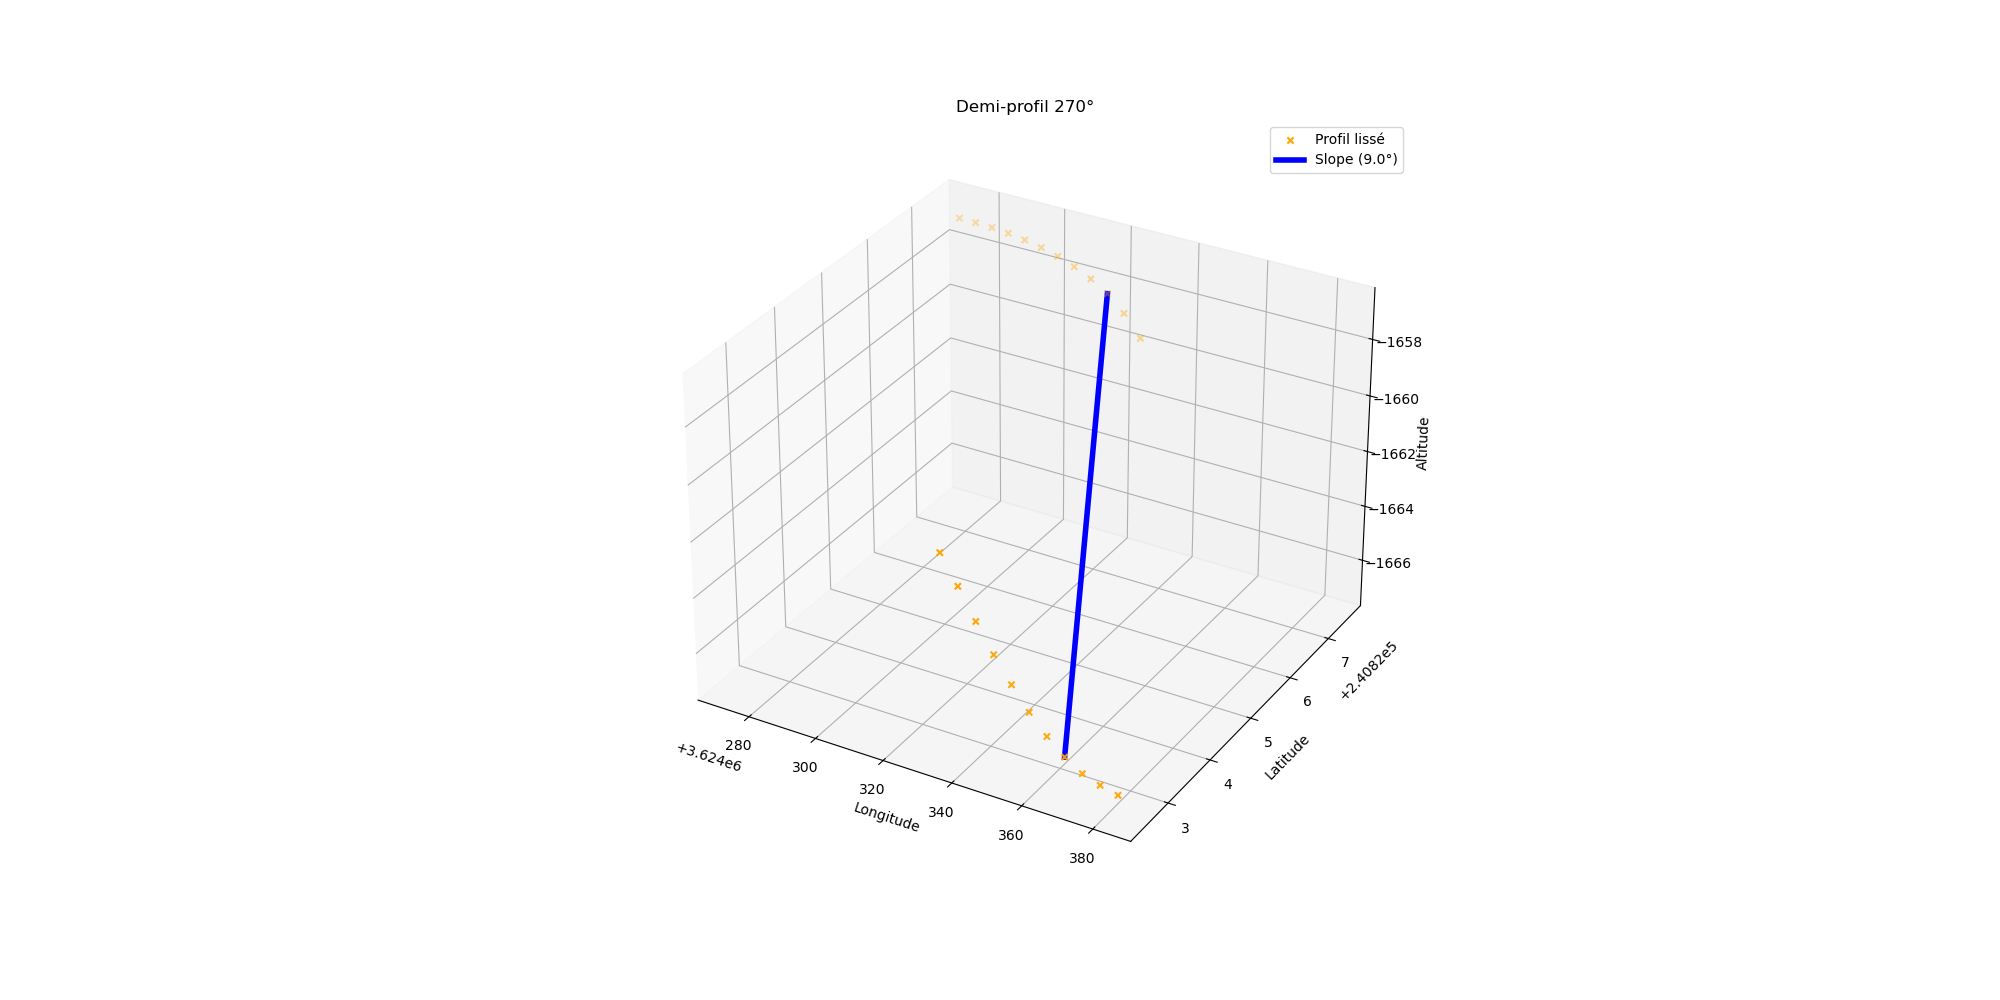 Demi-profil 270°
Profil lissé
Slope (9.0°)
−1658
−1660
−1662
−1664
−1666
Altitude
7
6
5
4
3
+2.4082e5
Latitude
280
300
320
340
360
380
+3.624e6
Longitude